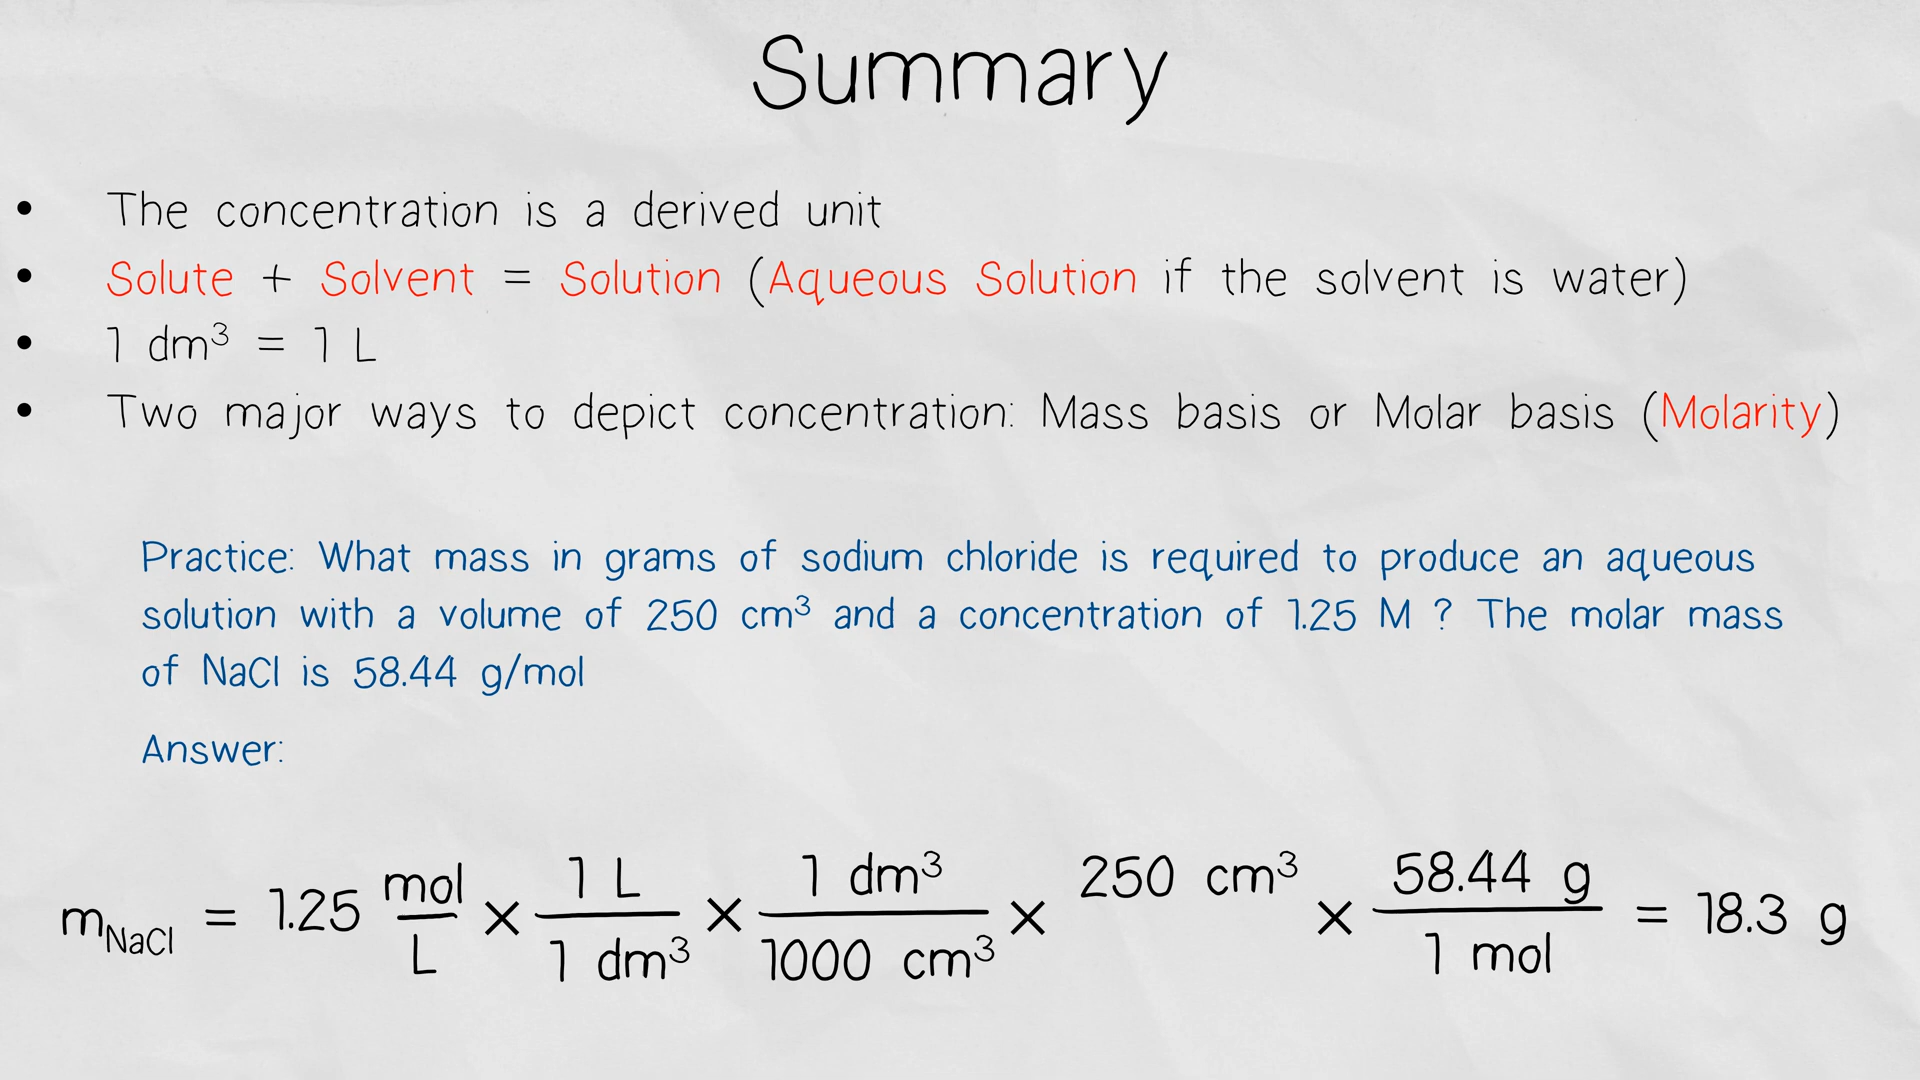 Summary
• The concentration is a derived unit
• Solute + Solvent = Solution (Aqueous Solution if the solvent is water)
• 1 dm³ = 1 L
• Two major ways to depict concentration: Mass basis or Molar basis (Molarity)
Practice: What mass in grams of sodium chloride is required to produce an aqueous
solution with a volume of 250 cm³ and a concentration of 1.25 M ? The molar mass
of NaCl is 58.44 g/mol
Answer:
m_NaCl = 1.25 mol/L × 1 L/1 dm³ × 1 dm³/1000 cm³ × 250 cm³ × 58.44 g/1 mol = 18.3 g